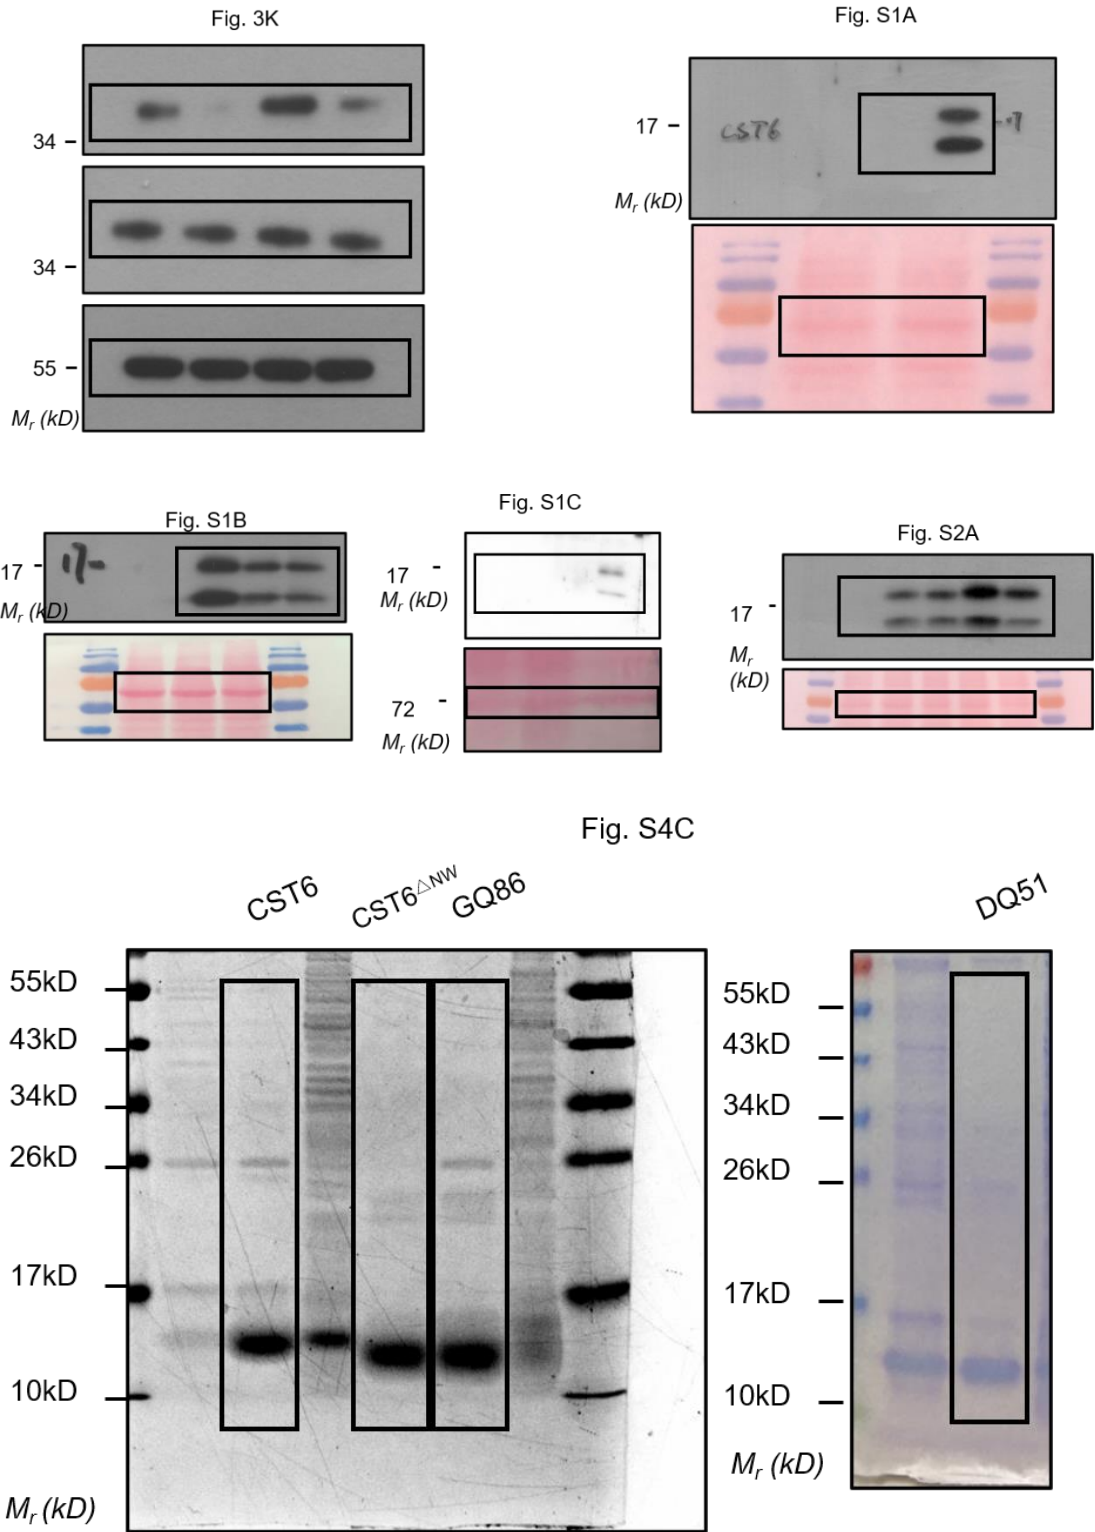 Fig. 3K
34
34
55
Mr (kD)
Fig. S1A
17
CST6
Mr (kD)
Fig. S1B
17
17-
Mr (kD)
Fig. S1C
17
Mr (kD)
72
Mr (kD)
Fig. S2A
17
Mr
(kD)
Fig. S4C
CST6
CST6△NW
GQ86
55kD
43kD
34kD
26kD
17kD
10kD
Mr (kD)
DQ51
55kD
43kD
34kD
26kD
17kD
10kD
Mr (kD)